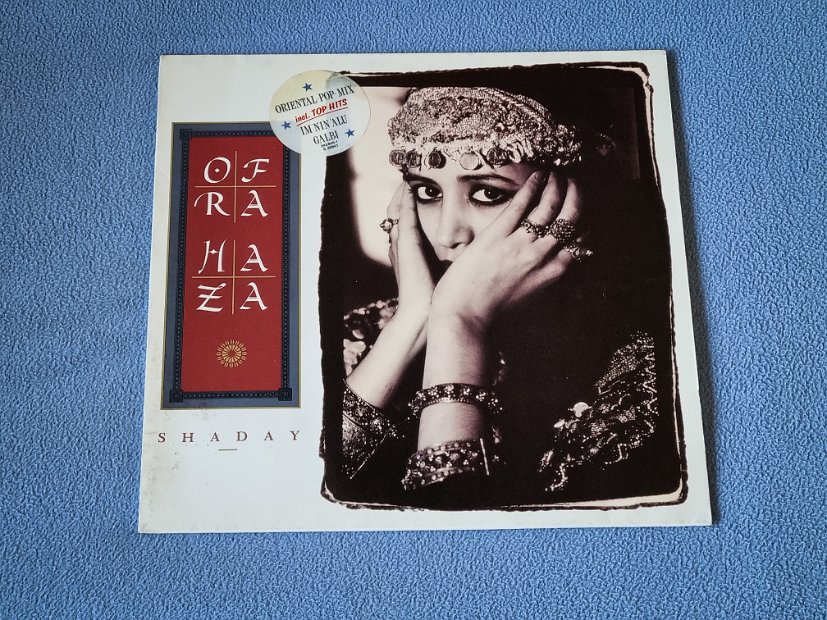 ORIENTAL-POP MIX
incl. TOP HITS
IM NIN'ALU
GALBI
OF
RA
HA
ZA
SHADAY